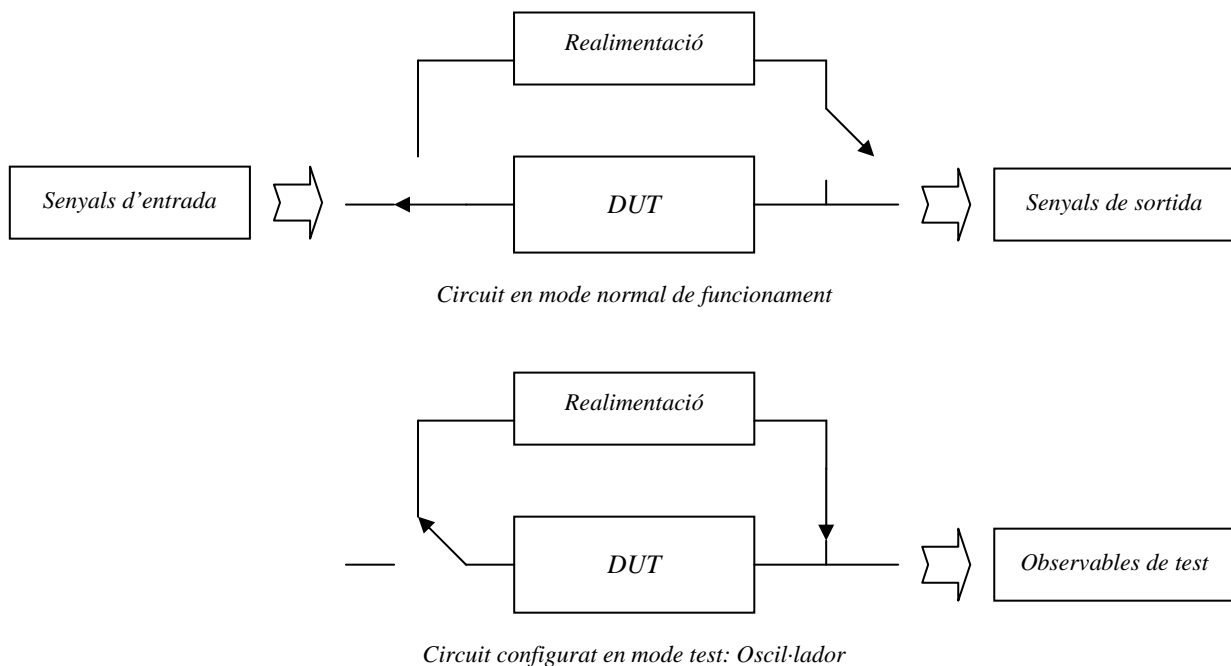 Realimentació
Senyals d’entrada
DUT
Senyals de sortida
Circuit en mode normal de funcionament
Realimentació
DUT
Observables de test
Circuit configurat en mode test: Oscil·lador